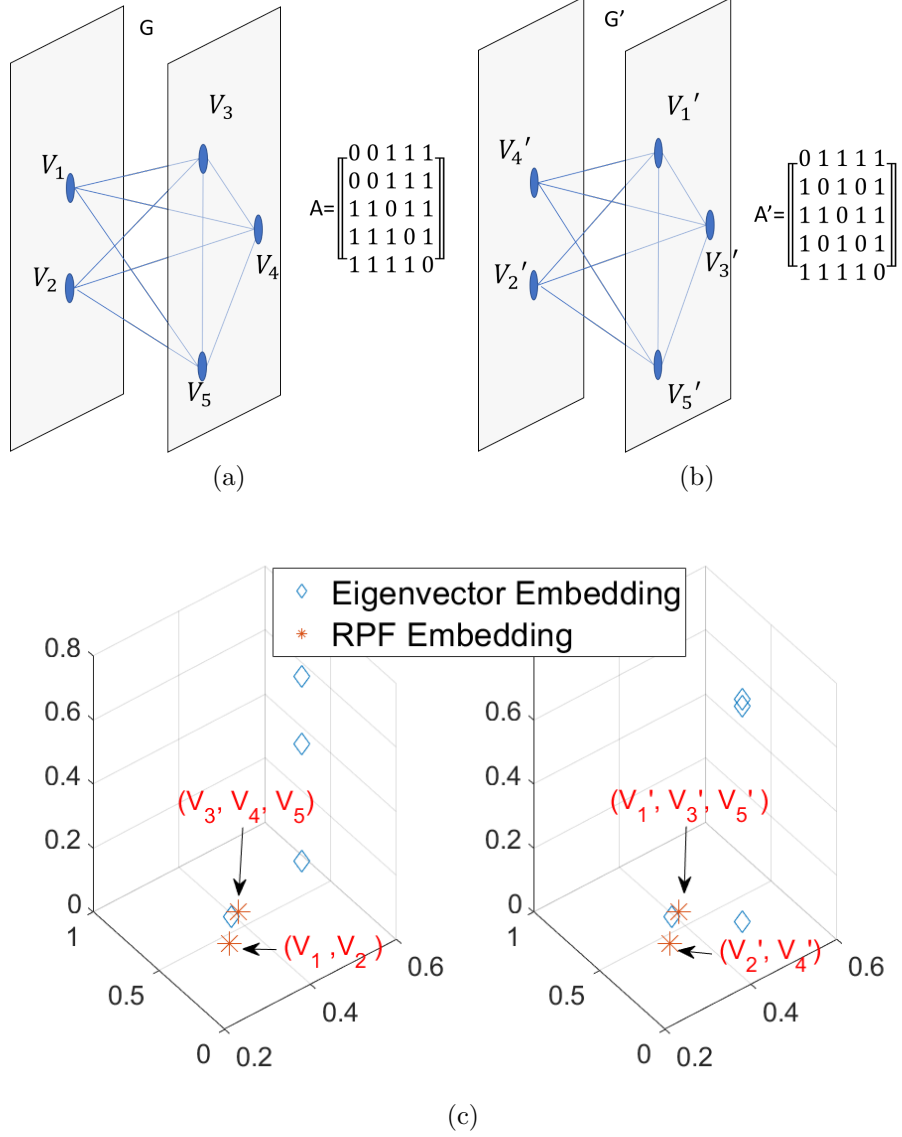 G
V3
V1
V2
V4
V5
A=
0 0 1 1 1
0 0 1 1 1
1 1 0 1 1
1 1 1 0 1
1 1 1 1 0
(a)
G'
V1'
V4'
V2'
V3'
V5'
A'=
0 1 1 1 1
1 0 1 0 1
1 1 0 1 1
1 0 1 0 1
1 1 1 1 0
(b)
Eigenvector Embedding
RPF Embedding
0.8
0.6
0.4
0.2
0
1
0.5
0
0.2
0.4
0.6
(V3, V4, V5)
(V1 ,V2 )
0.6
0.4
0.2
0
1
0.5
0
0.2
0.4
0.6
(V1', V3', V5' )
(V2', V4')
(c)